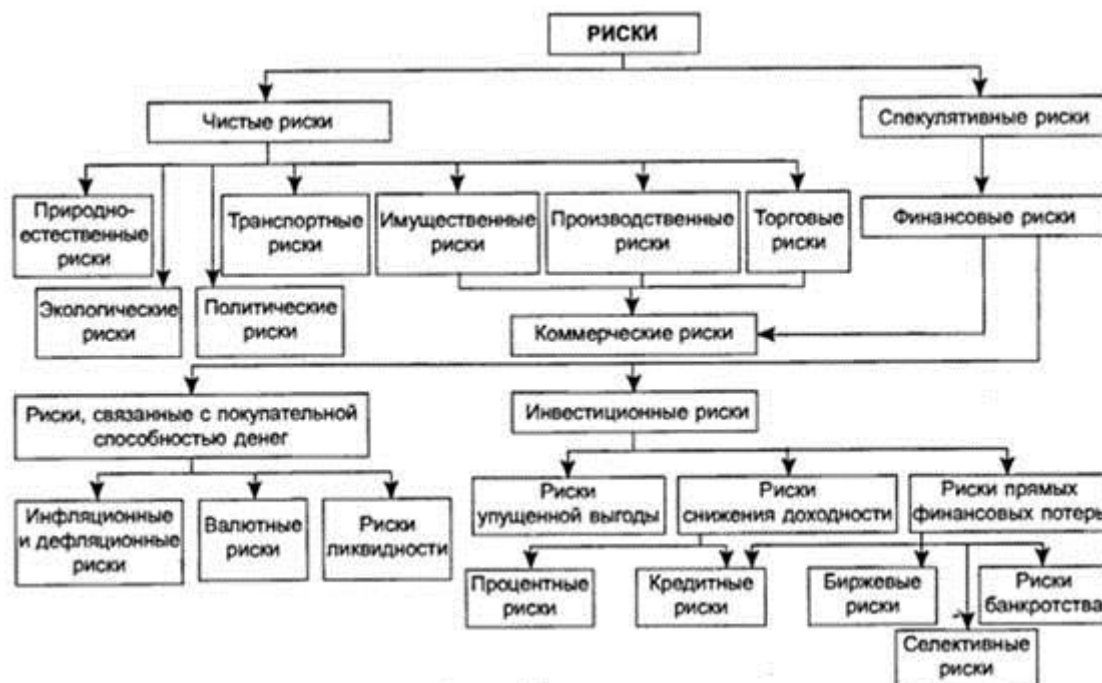 РИСКИ
Чистые риски
Спекулятивные риски
Природно-
естественные
риски
Транспортные
риски
Имущественные
риски
Производственные
риски
Торговые
риски
Финансовые риски
Экологические
риски
Политические
риски
Коммерческие риски
Риски, связанные с покупательной
способностью денег
Инвестиционные риски
Инфляционные
и дефляционные
риски
Валютные
риски
Риски
ликвидности
Риски
упущенной выгоды
Риски
снижения доходности
Риски прямых
финансовых потерь
Процентные
риски
Кредитные
риски
Биржевые
риски
Риски
банкротства
Селективные
риски